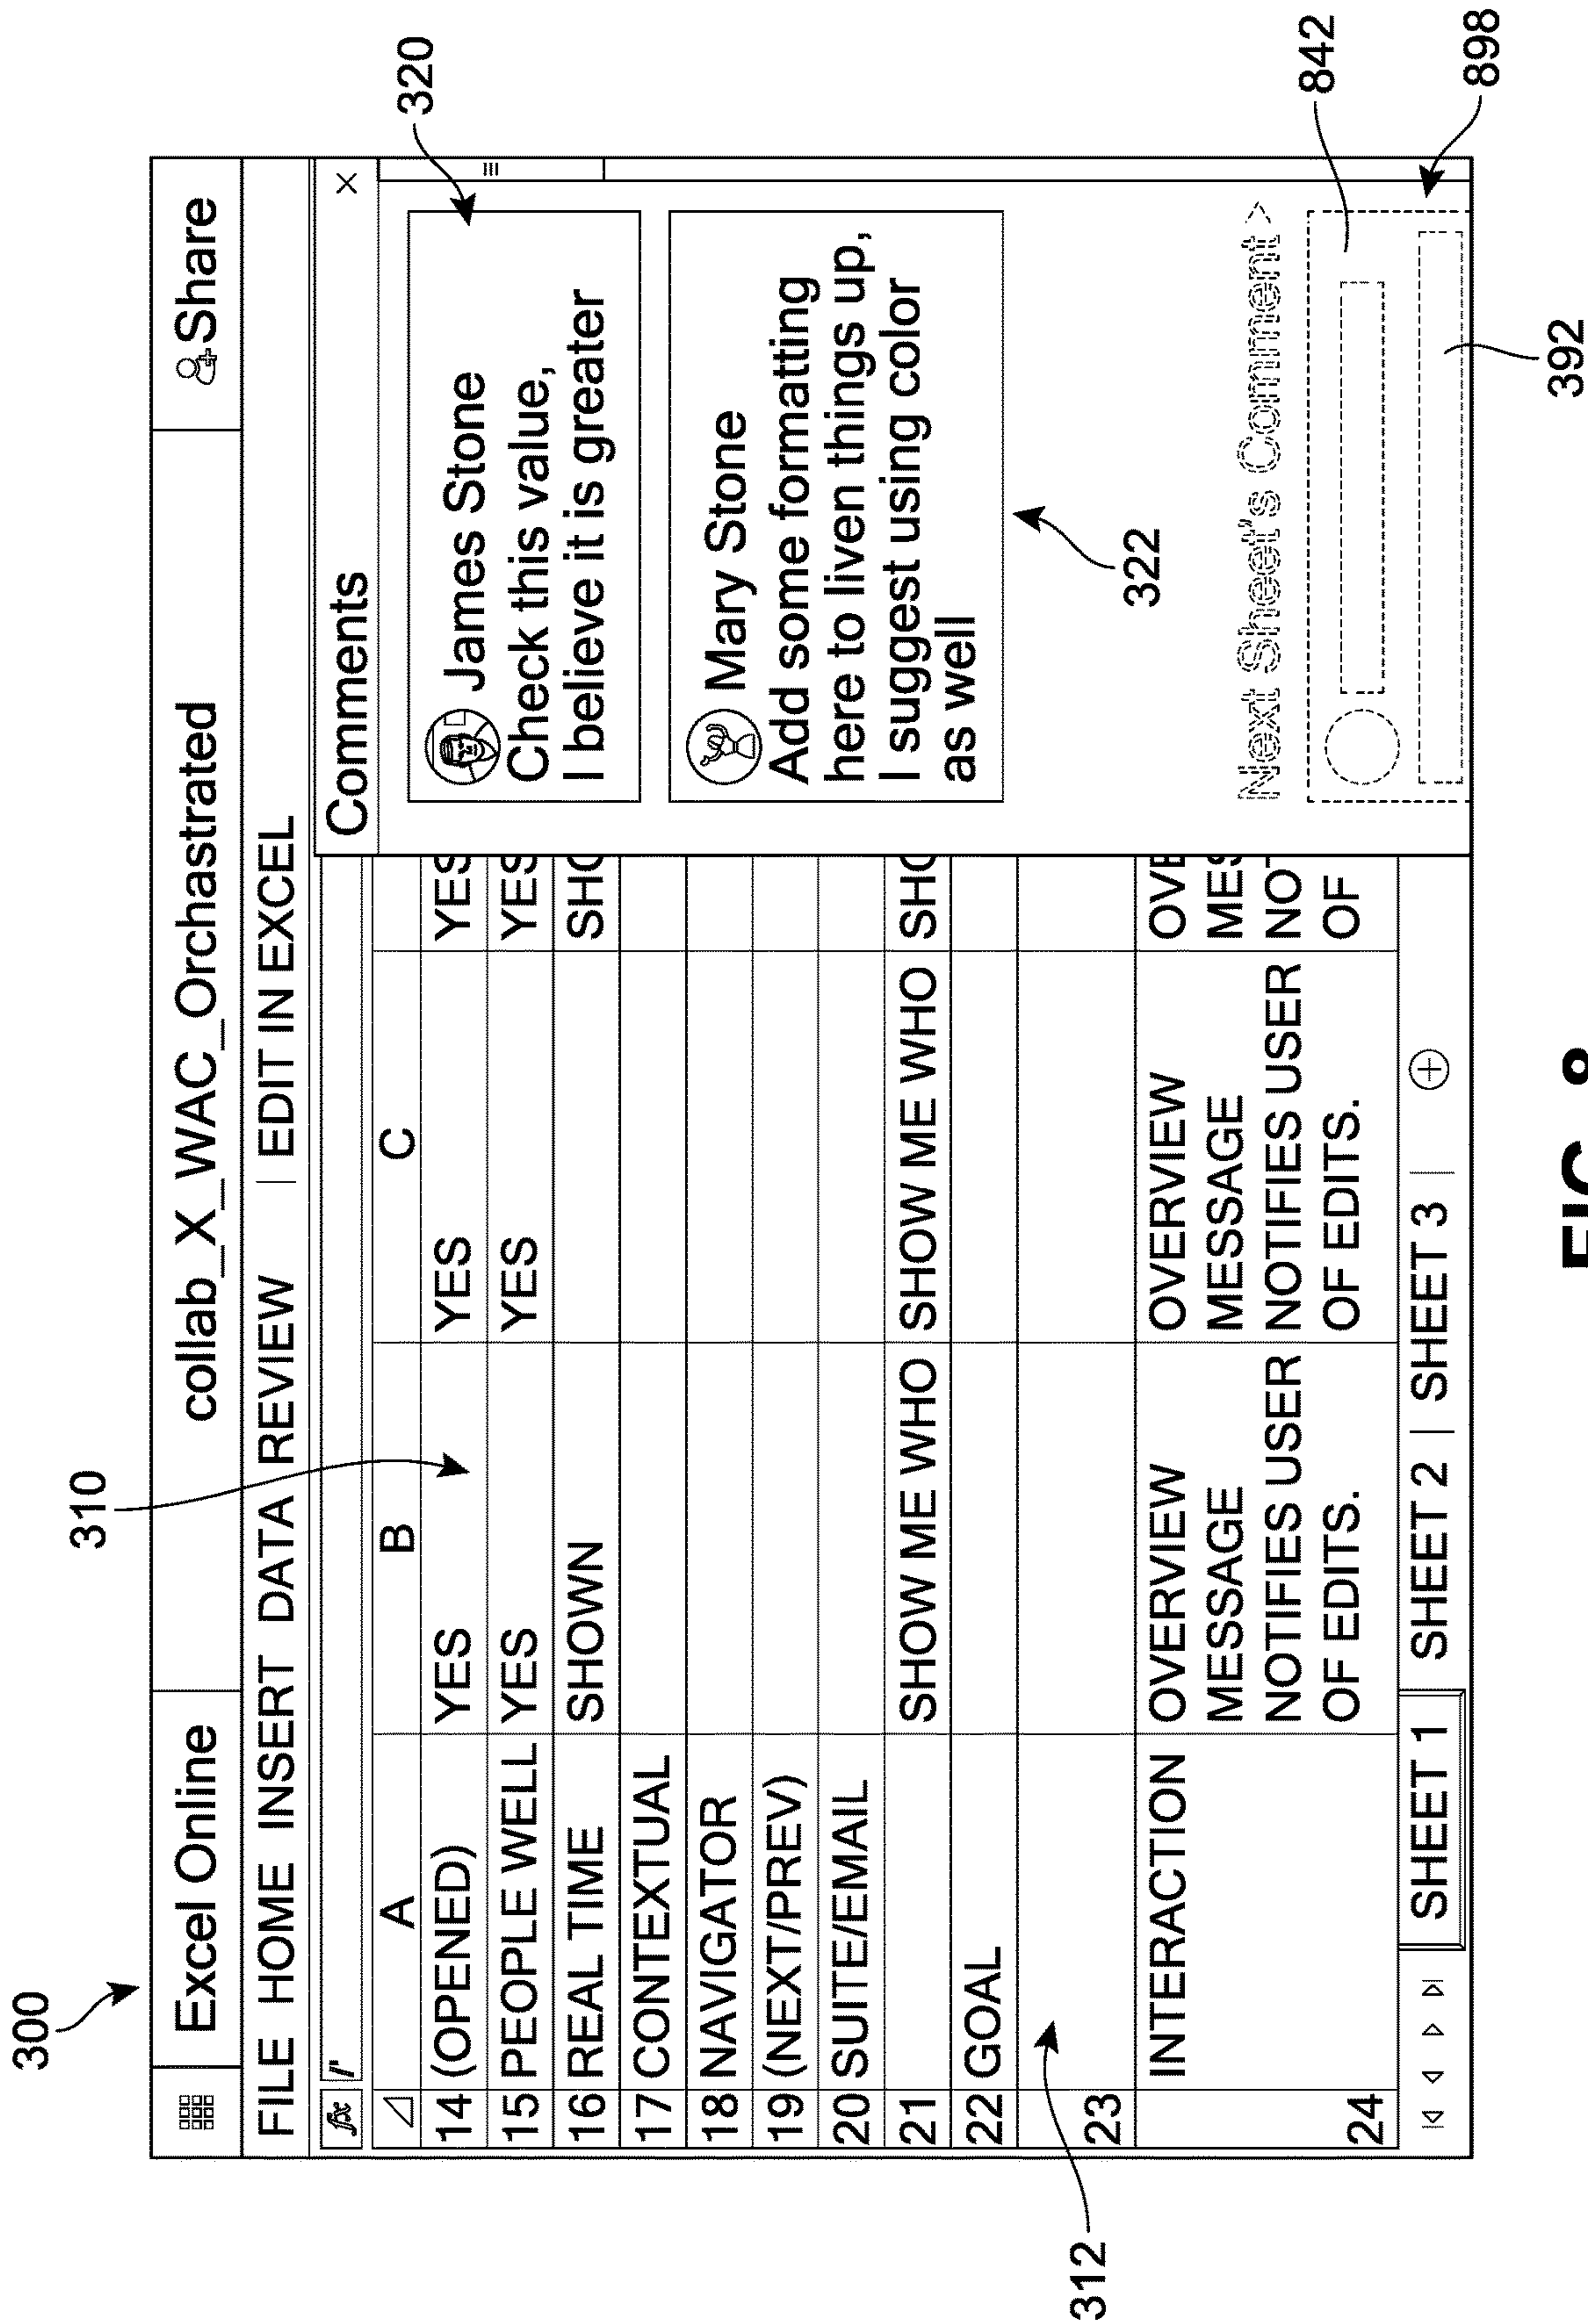 300
310
320
Excel Online collab_X_WAC_Orchastrated Share
FILE HOME INSERT DATA REVIEW | EDIT IN EXCEL
fx /"
Comments X
A B C
14 (OPENED) YES YES YES
15 PEOPLE WELL YES YES YES
16 REAL TIME SHOWN SHO
17 CONTEXTUAL
18 NAVIGATOR
19 (NEXT/PREV)
20 SUITE/EMAIL
21 SHOW ME WHO SHOW ME WHO SHO
22 GOAL
23
INTERACTION OVERVIEW OVERVIEW OVE
MESSAGE MESSAGE MES
NOTIFIES USER NOTIFIES USER NOT
24 OF EDITS. OF EDITS. OF
James Stone
Check this value,
I believe it is greater
Mary Stone
Add some formatting
here to liven things up,
I suggest using color
as well
Next Sheet's Comment >
SHEET 1 SHEET 2 | SHEET 3 |
312
322
842
898
392
FIG. 8